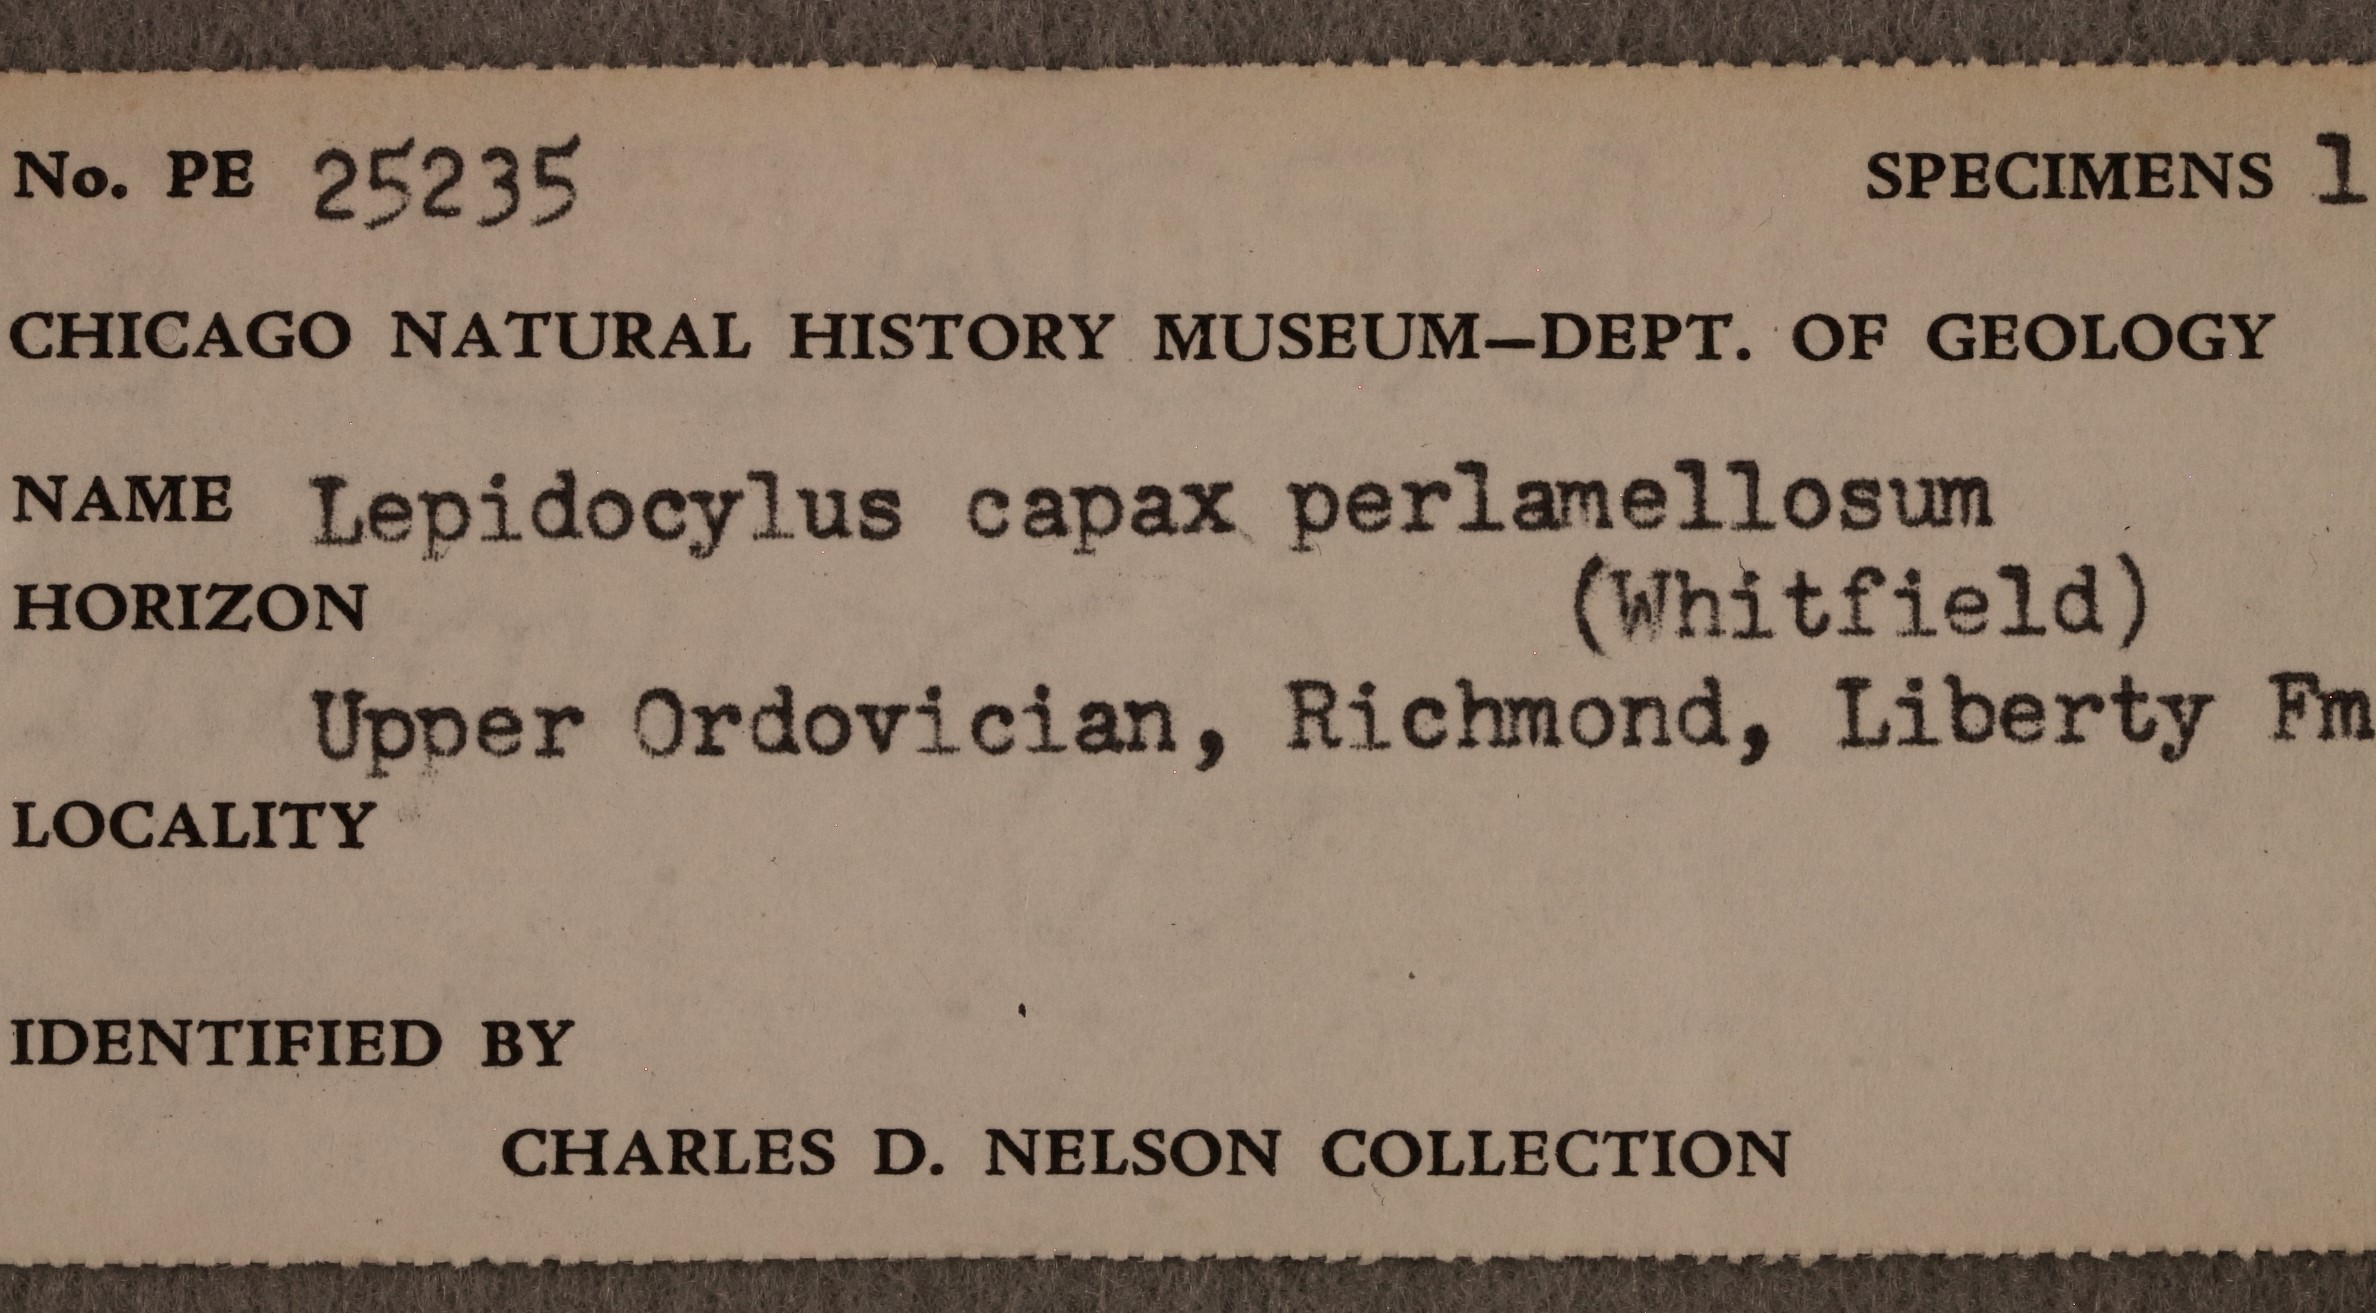 No. PE 25235 SPECIMENS 1
CHICAGO NATURAL HISTORY MUSEUM—DEPT. OF GEOLOGY
NAME Lepidocylus capax perlamellosum
HORIZON (Whitfield)
Upper Ordovician, Richmond, Liberty Fm
LOCALITY
IDENTIFIED BY
CHARLES D. NELSON COLLECTION